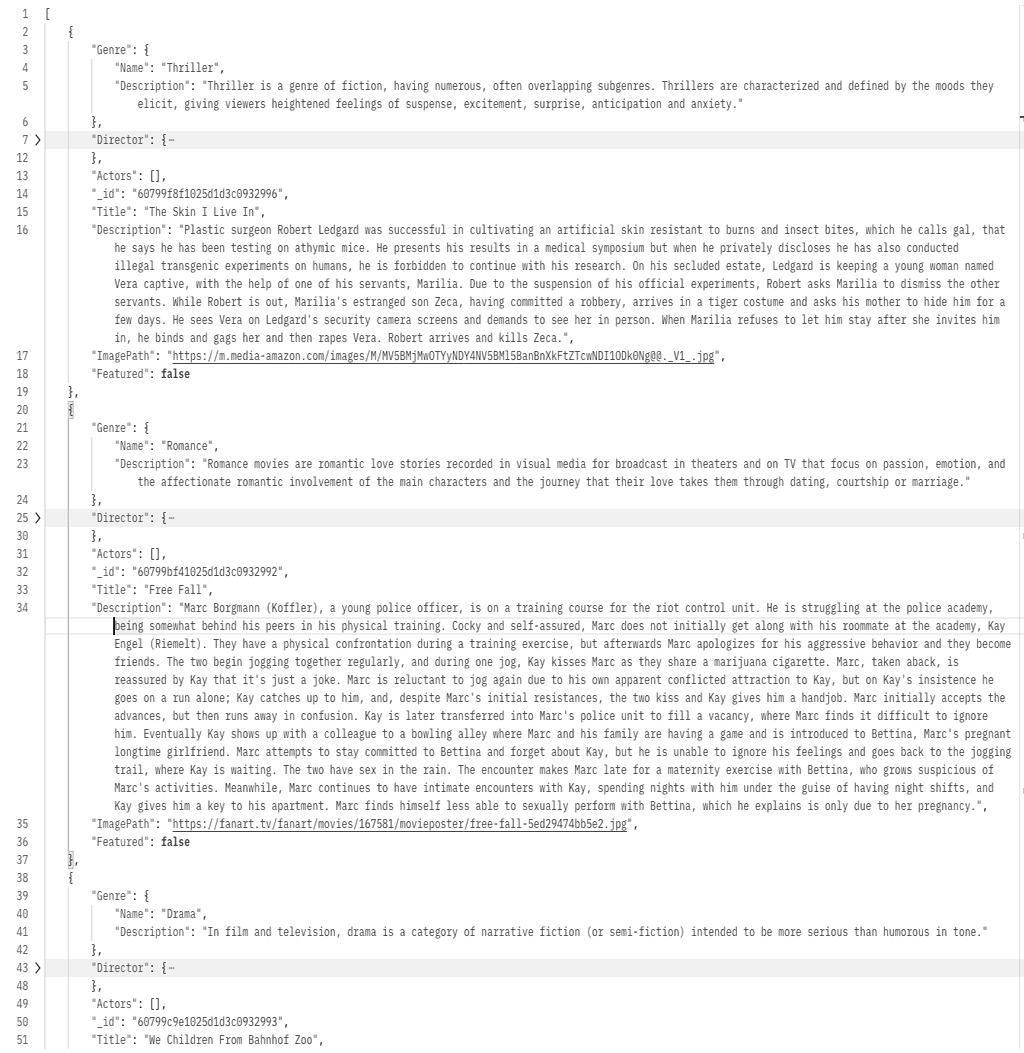 1 [
2 {
3 "Genre": {
4 "Name": "Thriller",
5 "Description": "Thriller is a genre of fiction, having numerous, often overlapping subgenres. Thrillers are characterized and defined by the moods they
elicit, giving viewers heightened feelings of suspense, excitement, surprise, anticipation and anxiety."
6 },
7 "Director": {⋯
12 },
13 "Actors": [],
14 "_id": "60799f8f1025d1d3c0932996",
15 "Title": "The Skin I Live In",
16 "Description": "Plastic surgeon Robert Ledgard was successful in cultivating an artificial skin resistant to burns and insect bites, which he calls gal, that
he says he has been testing on athymic mice. He presents his results in a medical symposium but when he privately discloses he has also conducted
illegal transgenic experiments on humans, he is forbidden to continue with his research. On his secluded estate, Ledgard is keeping a young woman named
Vera captive, with the help of one of his servants, Marilia. Due to the suspension of his official experiments, Robert asks Marilia to dismiss the other
servants. While Robert is out, Marilia's estranged son Zeca, having committed a robbery, arrives in a tiger costume and asks his mother to hide him for a
few days. He sees Vera on Ledgard's security camera screens and demands to see her in person. When Marilia refuses to let him stay after she invites him
in, he binds and gags her and then rapes Vera. Robert arrives and kills Zeca.",
17 "ImagePath": "https://m.media-amazon.com/images/M/MV5BMjMwOTYyNDY4NV5BMl5BanBnXkFtZTcwNDI1ODk0Ng@@._V1_.jpg",
18 "Featured": false
19 },
20 {
21 "Genre": {
22 "Name": "Romance",
23 "Description": "Romance movies are romantic love stories recorded in visual media for broadcast in theaters and on TV that focus on passion, emotion, and
the affectionate romantic involvement of the main characters and the journey that their love takes them through dating, courtship or marriage."
24 },
25 "Director": {⋯
30 },
31 "Actors": [],
32 "_id": "60799bf41025d1d3c0932992",
33 "Title": "Free Fall",
34 "Description": "Marc Borgmann (Koffler), a young police officer, is on a training course for the riot control unit. He is struggling at the police academy,
being somewhat behind his peers in his physical training. Cocky and self-assured, Marc does not initially get along with his roommate at the academy, Kay
Engel (Riemelt). They have a physical confrontation during a training exercise, but afterwards Marc apologizes for his aggressive behavior and they become
friends. The two begin jogging together regularly, and during one jog, Kay kisses Marc as they share a marijuana cigarette. Marc, taken aback, is
reassured by Kay that it's just a joke. Marc is reluctant to jog again due to his own apparent conflicted attraction to Kay, but on Kay's insistence he
goes on a run alone; Kay catches up to him, and, despite Marc's initial resistances, the two kiss and Kay gives him a handjob. Marc initially accepts the
advances, but then runs away in confusion. Kay is later transferred into Marc's police unit to fill a vacancy, where Marc finds it difficult to ignore
him. Eventually Kay shows up with a colleague to a bowling alley where Marc and his family are having a game and is introduced to Bettina, Marc's pregnant
longtime girlfriend. Marc attempts to stay committed to Bettina and forget about Kay, but he is unable to ignore his feelings and goes back to the jogging
trail, where Kay is waiting. The two have sex in the rain. The encounter makes Marc late for a maternity exercise with Bettina, who grows suspicious of
Marc's activities. Meanwhile, Marc continues to have intimate encounters with Kay, spending nights with him under the guise of having night shifts, and
Kay gives him a key to his apartment. Marc finds himself less able to sexually perform with Bettina, which he explains is only due to her pregnancy.",
35 "ImagePath": "https://fanart.tv/fanart/movies/167581/movieposter/free-fall-5ed29474bb5e2.jpg",
36 "Featured": false
37 },
38 {
39 "Genre": {
40 "Name": "Drama",
41 "Description": "In film and television, drama is a category of narrative fiction (or semi-fiction) intended to be more serious than humorous in tone."
42 },
43 "Director": {⋯
48 },
49 "Actors": [],
50 "_id": "60799c9e1025d1d3c0932993",
51 "Title": "We Children From Bahnhof Zoo",